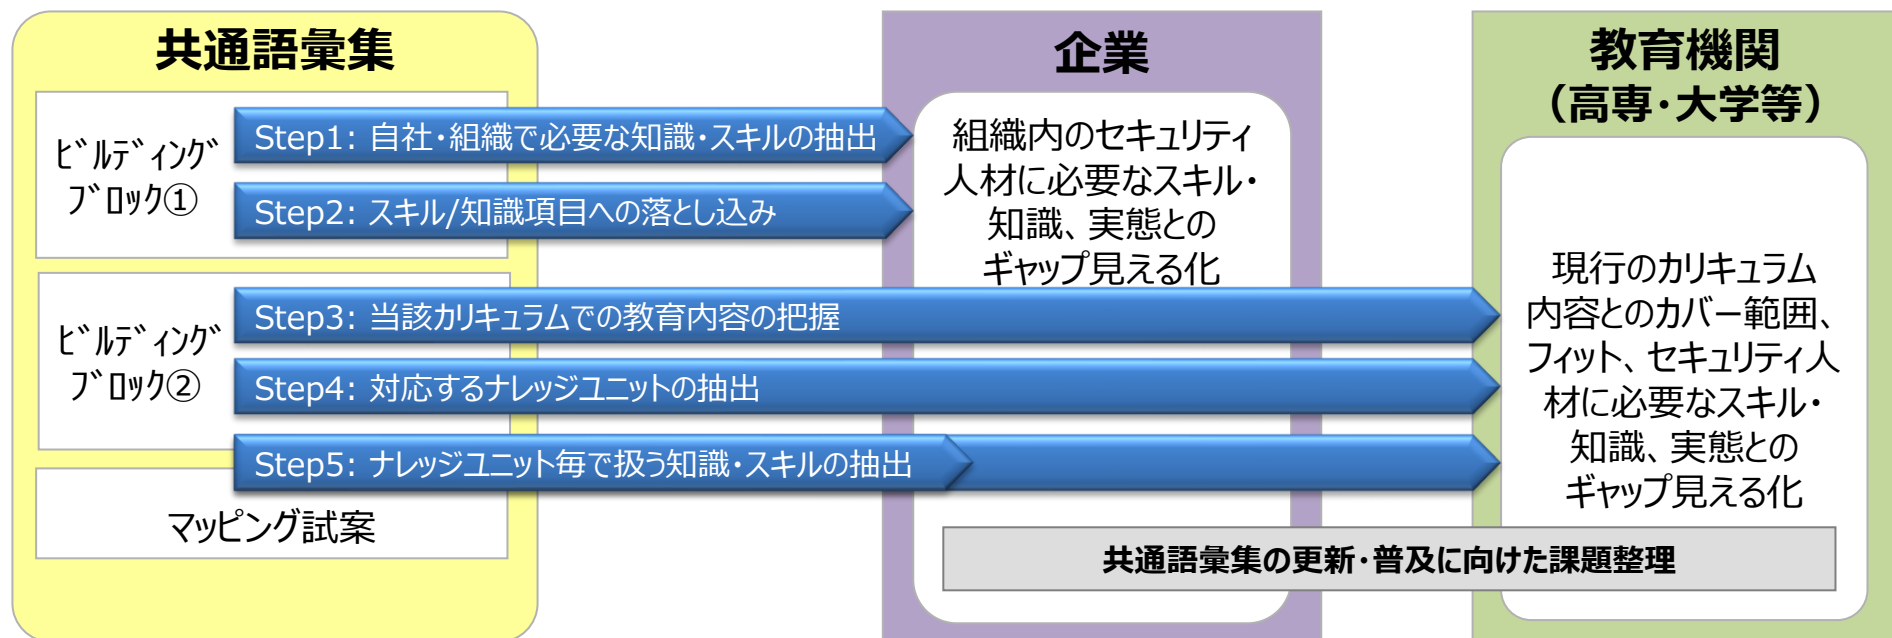 共通語彙集
ﾋﾞﾙﾃﾞｨﾝｸﾞ
ﾌﾞﾛｯｸ①
ﾋﾞﾙﾃﾞｨﾝｸﾞ
ﾌﾞﾛｯｸ②
マッピング試案
Step1: 自社・組織で必要な知識・スキルの抽出
Step2: スキル/知識項目への落とし込み
Step3: 当該カリキュラムでの教育内容の把握
Step4: 対応するナレッジユニットの抽出
Step5: ナレッジユニット毎で扱う知識・スキルの抽出
企業
組織内のセキュリティ
人材に必要なスキル・
知識、実態との
ギャップ見える化
教育機関
（高専・大学等）
現行のカリキュラム
内容とのカバー範囲、
フィット、セキュリティ人
材に必要なスキル・
知識、実態との
ギャップ見える化
共通語彙集の更新・普及に向けた課題整理